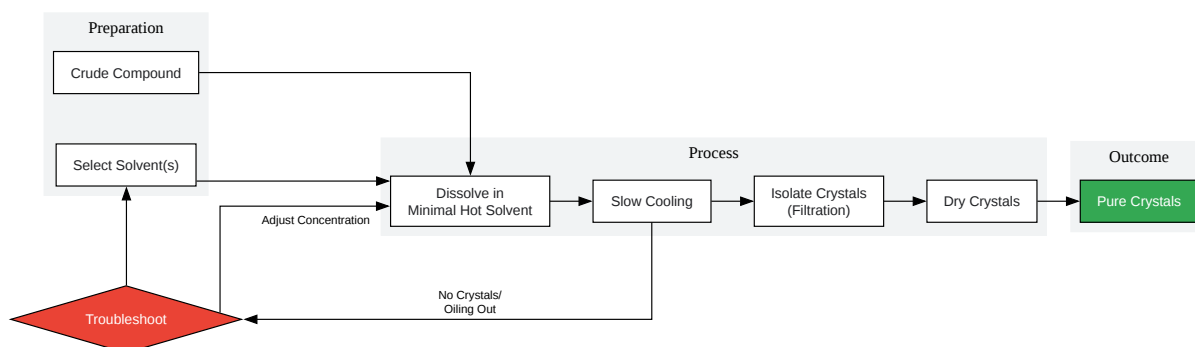 Preparation
Crude Compound
Select Solvent(s)
Process
Outcome
Dissolve in
Minimal Hot Solvent
Slow Cooling
Isolate Crystals
(Filtration)
Dry Crystals
Pure Crystals
Adjust Concentration
No Crystals/
Oiling Out
Troubleshoot